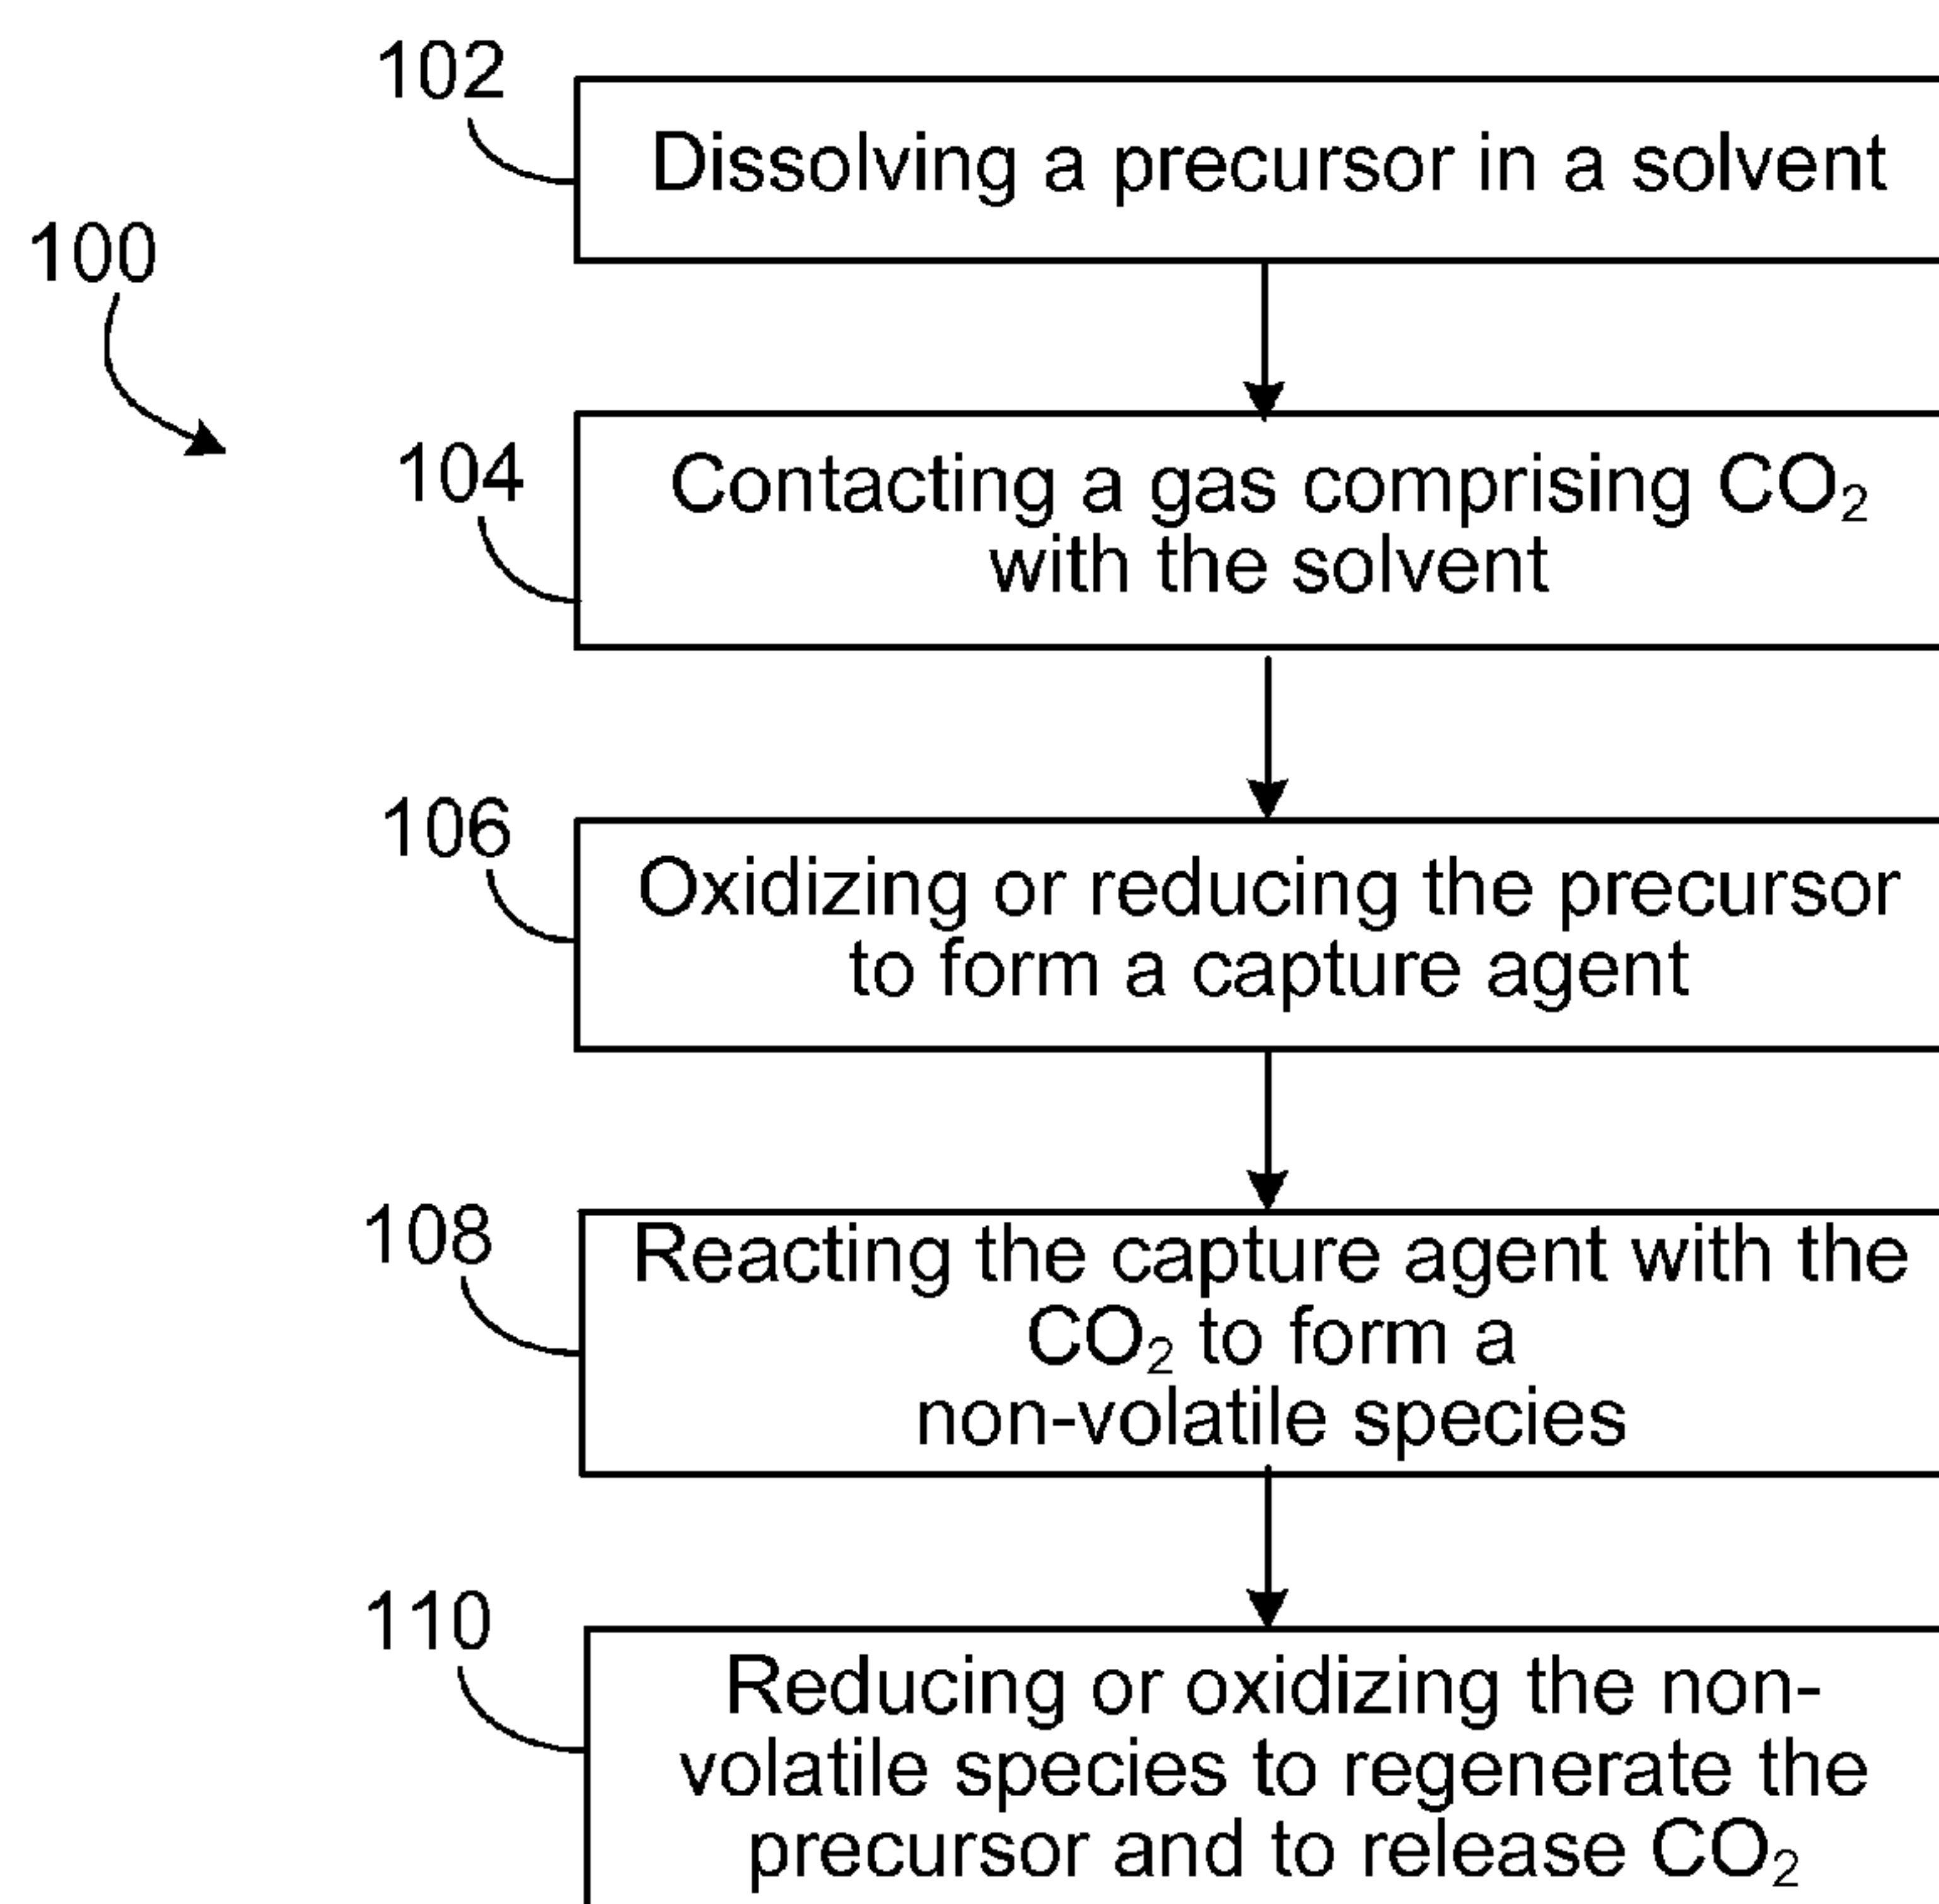 102
Dissolving a precursor in a solvent
100
104
Contacting a gas comprising CO₂
with the solvent
106
Oxidizing or reducing the precursor
to form a capture agent
108
Reacting the capture agent with the
CO₂ to form a
non-volatile species
110
Reducing or oxidizing the non-
volatile species to regenerate the
precursor and to release CO₂